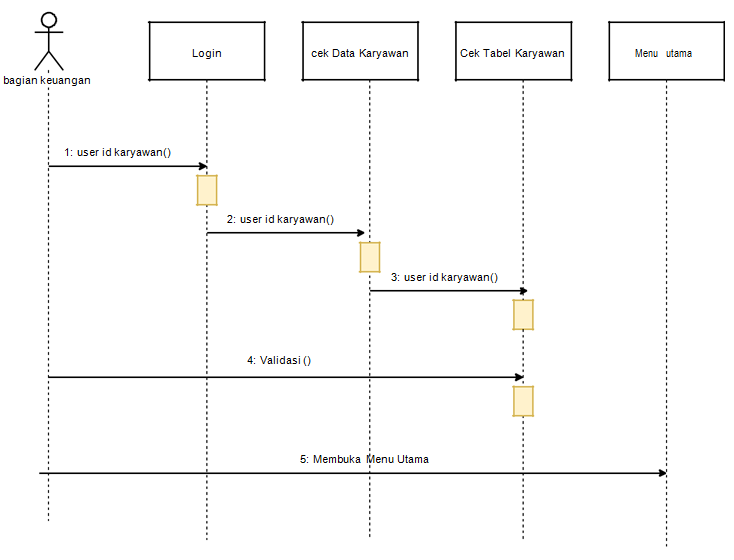 Login
cek Data Karyawan
Cek Tabel Karyawan
Menu utama
bagian keuangan
1: user id karyawan()
2: user id karyawan()
3: user id karyawan()
4: Validasi ()
5: Membuka Menu Utama